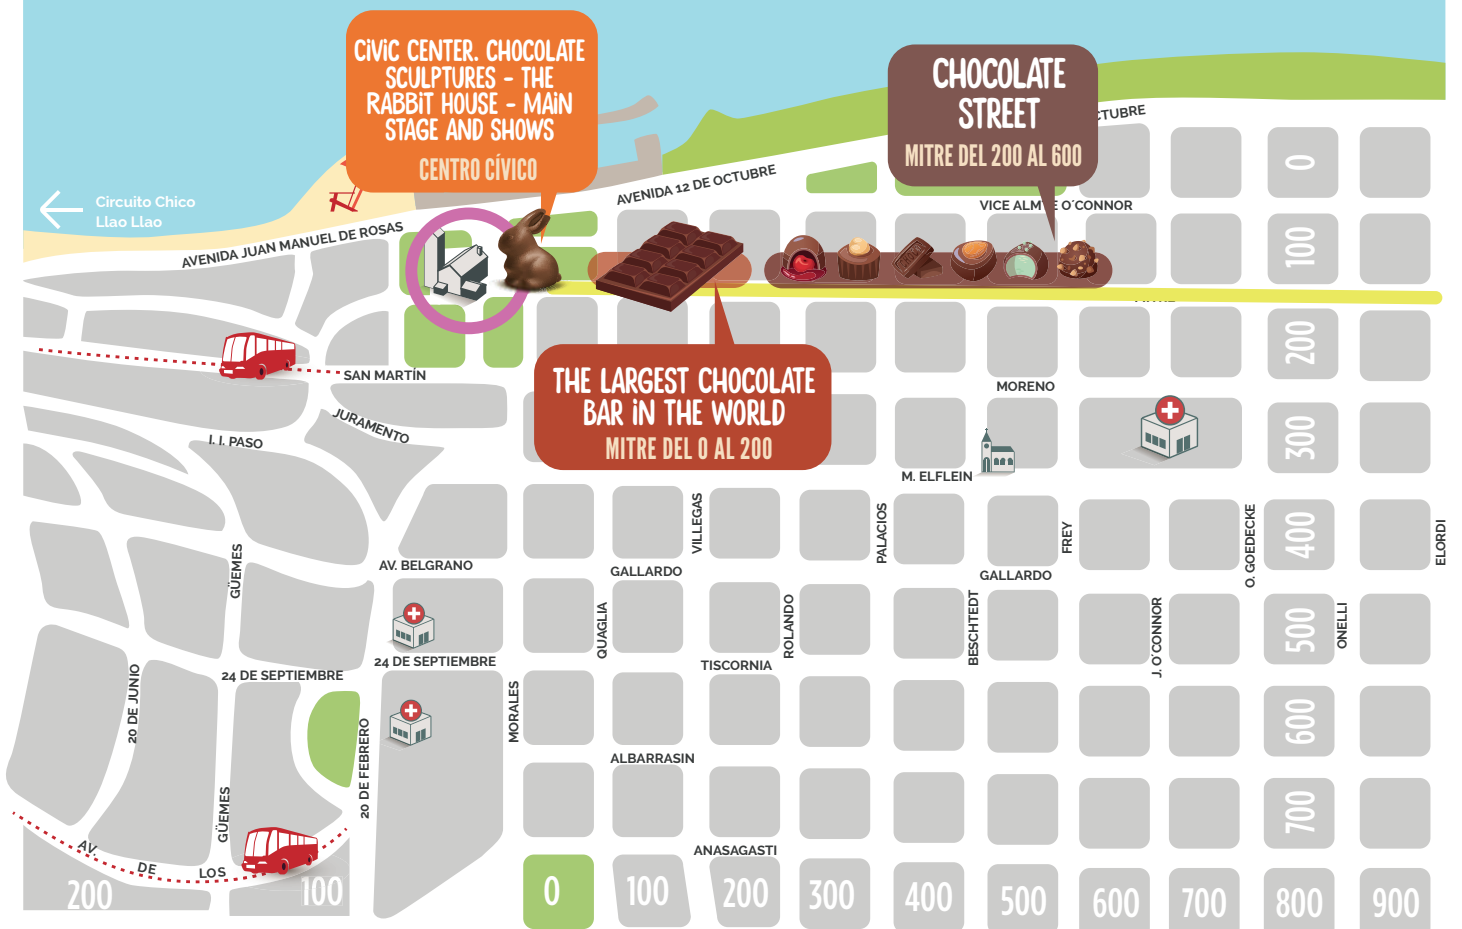 CiViC CENTER. CHOCOLATE
SCULPTURES - THE
RABBiT HOUSE - MAiN
STAGE AND SHOWS
CENTRO CÍVICO
CHOCOLATE
STREET
MITRE DEL 200 AL 600
CTUBRE
0
AVENIDA 12 DE OCTUBRE
Circuito Chico
Llao Llao
VICE ALM
E O´CONNOR
AVENIDA JUAN MANUEL DE ROSAS
100
200
THE LARGEST CHOCOLATE
BAR iN THE WORLD
MITRE DEL 0 AL 200
SAN MARTÍN
MORENO
JURAMENTO
I. I. PASO
300
M. ELFLEIN
VILLEGAS
PALACIOS
FREY
O. GOEDECKE
400
ELORDI
GÜEMES
AV. BELGRANO
GALLARDO
GALLARDO
QUAGLIA
ROLANDO
BESCHTEDT
J. O´CONNOR
500
ONELLI
24 DE SEPTIEMBRE
24 DE SEPTIEMBRE
TISCORNIA
20 DE JUNIO
20 DE FEBRERO
MORALES
600
ALBARRASIN
GÜEMES
700
ANASAGASTI
AV.
DE
LOS
200
100
0
100
200
300
400
500
600
700
800
900